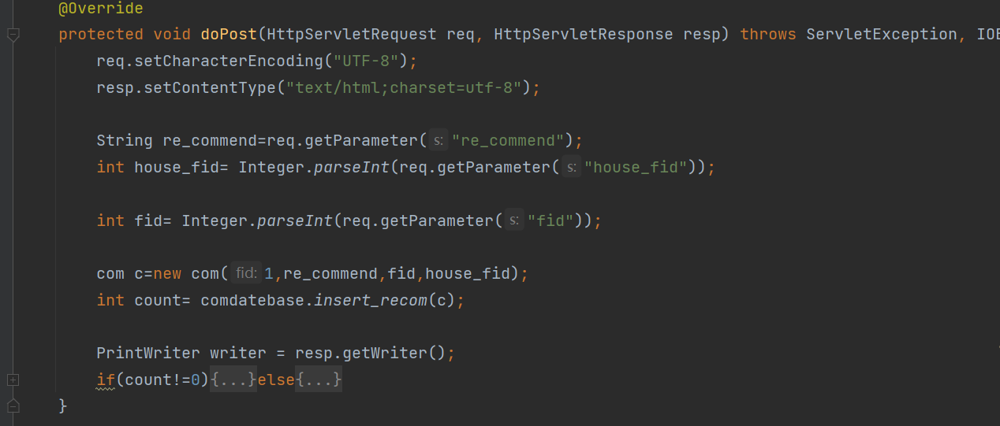 @Override
protected void doPost(HttpServletRequest req, HttpServletResponse resp) throws ServletException, IOE
req.setCharacterEncoding("UTF-8");
resp.setContentType("text/html;charset=utf-8");
String re_commend=req.getParameter( s: "re_commend");
int house_fid= Integer.parseInt(req.getParameter( s: "house_fid"));
int fid= Integer.parseInt(req.getParameter( s: "fid"));
com c=new com( fid: 1,re_commend,fid,house_fid);
int count= comdatebase.insert_recom(c);
PrintWriter writer = resp.getWriter();
if(count!=0){...}else{...}
}